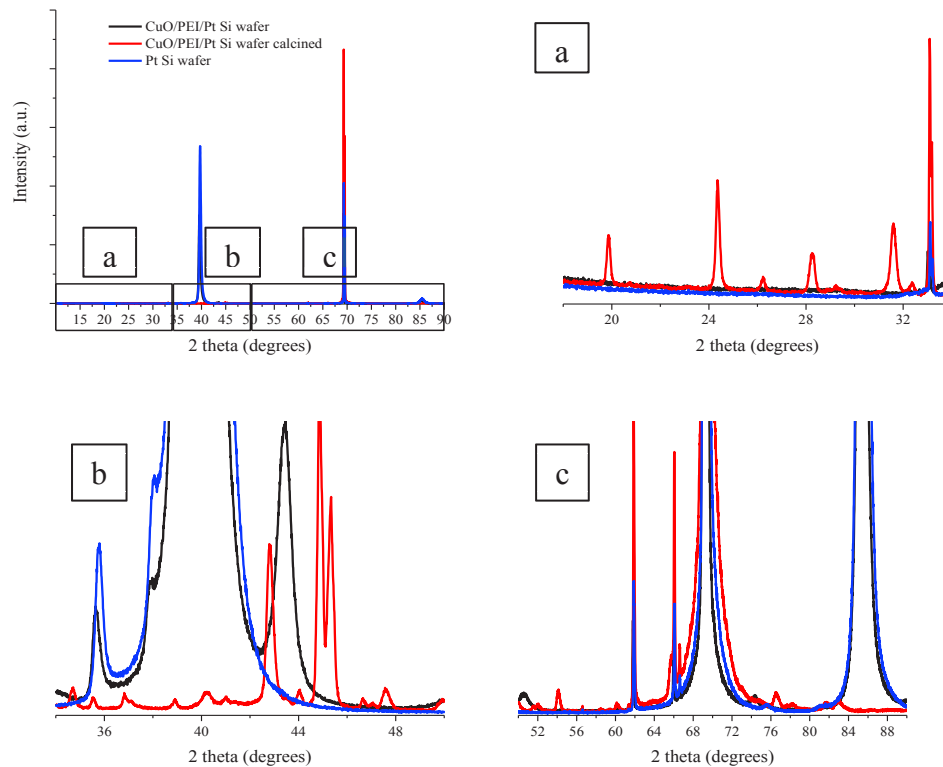 CuO/PEI/Pt Si wafer
CuO/PEI/Pt Si wafer calcined
Pt Si wafer
Intensity (a.u.)
a
b
c
15 20 25 30 35 40 45 50 55 60 65 70 75 80 85 90
2 theta (degrees)
a
20 24 28 32
2 theta (degrees)
b
36 40 44 48
2 theta (degrees)
c
52 56 60 64 68 72 76 80 84 88
2 theta (degrees)